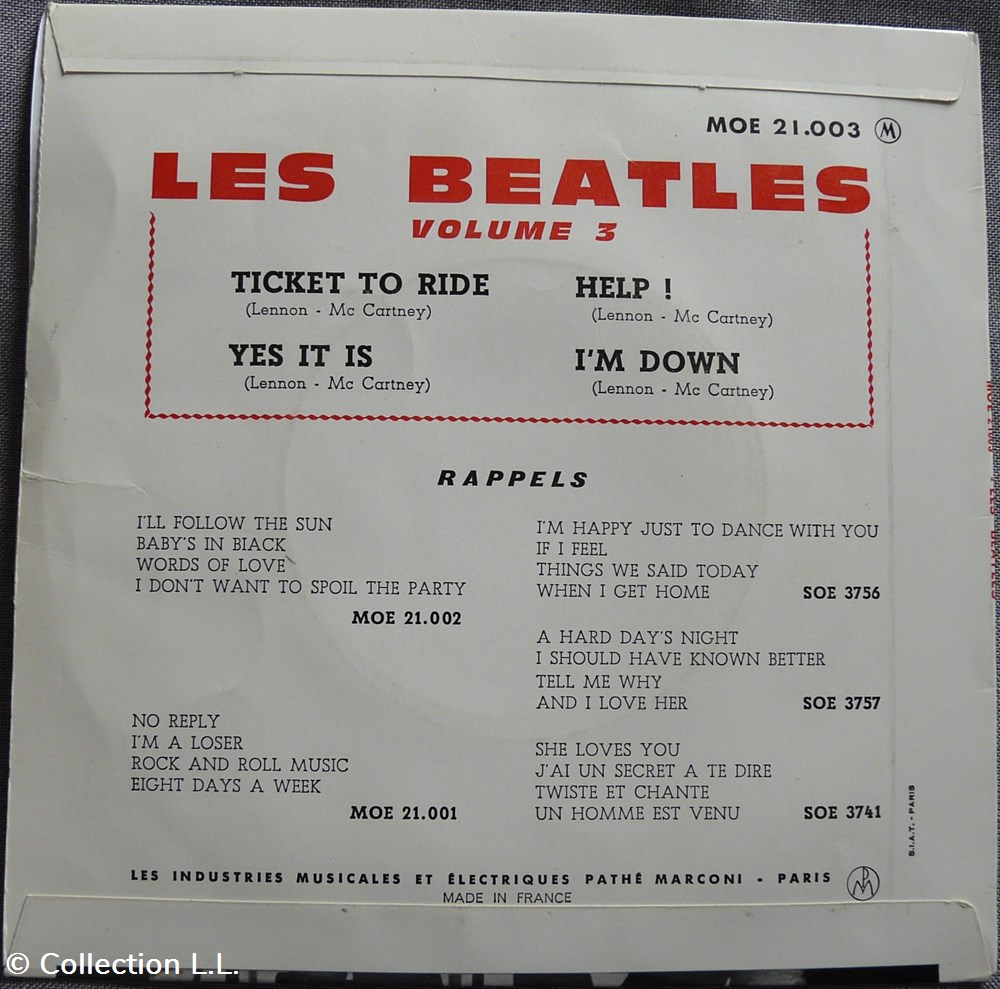 MOE 21.003 M
LES BEATLES
VOLUME 3
TICKET TO RIDE
(Lennon - Mc Cartney)
YES IT IS
(Lennon - Mc Cartney)
HELP !
(Lennon - Mc Cartney)
I'M DOWN
(Lennon - Mc Cartney)
RAPPELS
I'LL FOLLOW THE SUN
BABY'S IN BIACK
WORDS OF LOVE
I DON'T WANT TO SPOIL THE PARTY
MOE 21.002
NO REPLY
I'M A LOSER
ROCK AND ROLL MUSIC
EIGHT DAYS A WEEK
MOE 21.001
I'M HAPPY JUST TO DANCE WITH YOU
IF I FEEL
THINGS WE SAID TODAY
WHEN I GET HOME SOE 3756
A HARD DAY'S NIGHT
I SHOULD HAVE KNOWN BETTER
TELL ME WHY
AND I LOVE HER SOE 3757
SHE LOVES YOU
J'AI UN SECRET A TE DIRE
TWISTE ET CHANTE
UN HOMME EST VENU SOE 3741
LES INDUSTRIES MUSICALES ET ÉLECTRIQUES PATHÉ MARCONI - PARIS
MADE IN FRANCE
S.I.A.T. - PARIS
MOE 21003 LES BEATLES
© Collection L.L.